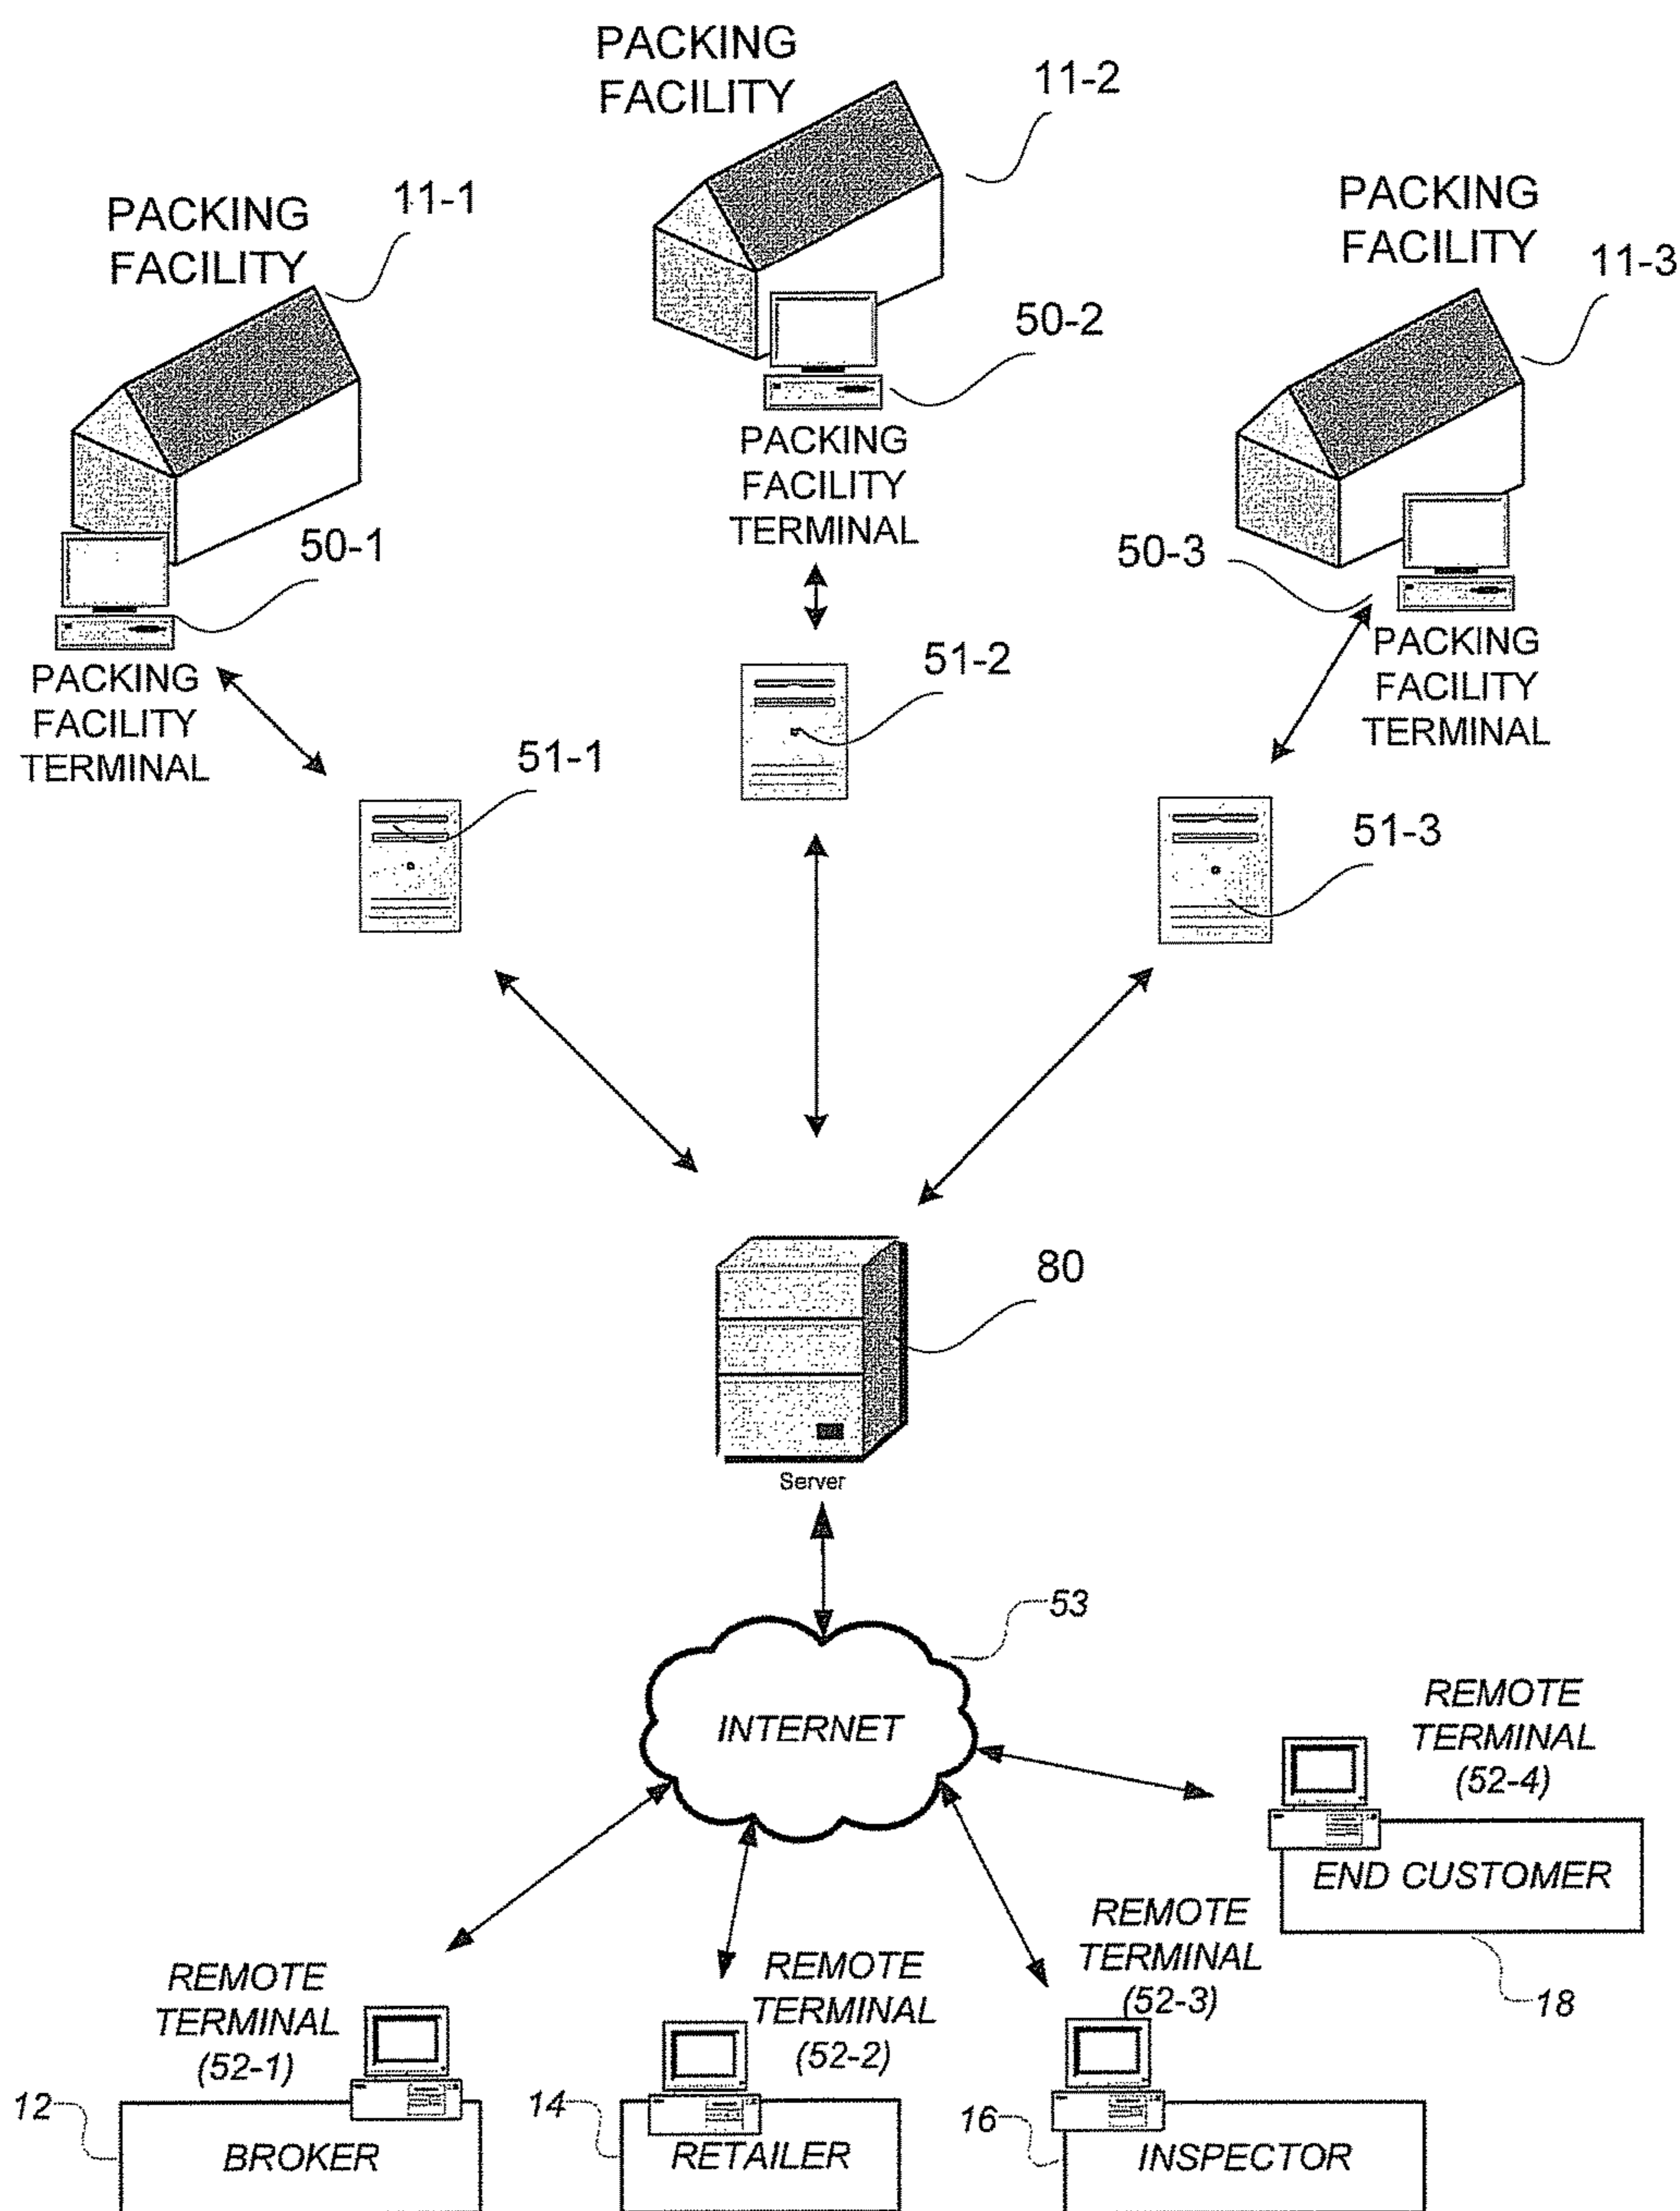 PACKING
FACILITY
11-2
PACKING
FACILITY
11-1
PACKING
FACILITY
11-3
50-2
PACKING
FACILITY
TERMINAL
50-1
50-3
PACKING
FACILITY
TERMINAL
PACKING
FACILITY
TERMINAL
51-2
51-1
51-3
80
Server
53
INTERNET
REMOTE
TERMINAL
(52-4)
END CUSTOMER
18
REMOTE
TERMINAL
(52-1)
12
BROKER
REMOTE
TERMINAL
(52-2)
14
RETAILER
REMOTE
TERMINAL
(52-3)
16
INSPECTOR